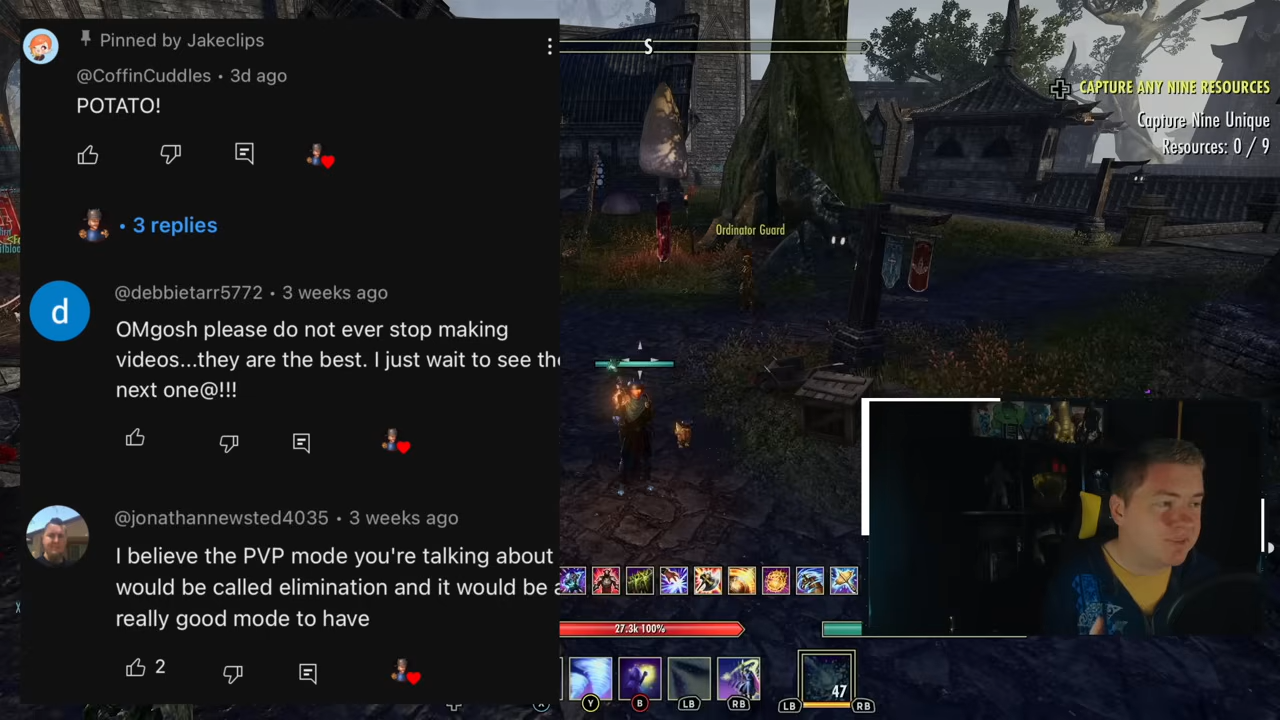 Pinned by Jakeclips
@CoffinCuddles • 3d ago
POTATO!
• 3 replies
d
@debbietarr5772 • 3 weeks ago
OMgosh please do not ever stop making
videos...they are the best. I just wait to see the
next one@!!!
@jonathannewsted4035 • 3 weeks ago
I believe the PVP mode you're talking about
would be called elimination and it would be a
really good mode to have
2
S
CAPTURE ANY NINE RESOURCES
Capture Nine Unique
Resources: 0 / 9
Ordinator Guard
27.3k 100%
Y
B
LB
RB
47
LB
RB